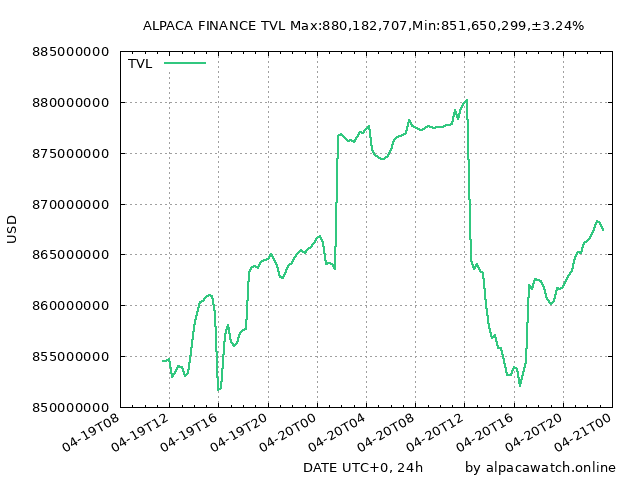 ALPACA FINANCE TVL Max:880,182,707,Min:851,650,299,±3.24%
885000000
TVL
880000000
875000000
870000000
USD
865000000
860000000
855000000
850000000
04-19T08
04-19T12
04-19T16
04-19T20
04-20T00
04-20T04
04-20T08
04-20T12
04-20T16
04-20T20
04-21T00
DATE UTC+0, 24h
by alpacawatch.online